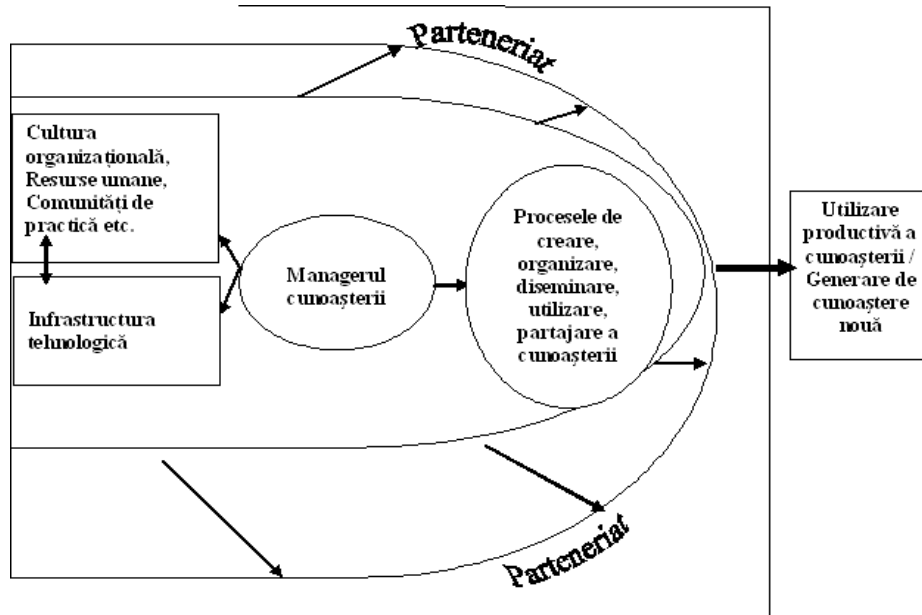 Parteneriat
Cultura
organizațională,
Resurse umane,
Comunități de
practică etc.
Infrastructura
tehnologică
Managerul
cunoașterii
Procesele de
creare,
organizare,
diseminare,
utilizare,
partajare a
cunoașterii
Utilizare
productivă a
cunoașterii /
Generare de
cunoaștere
nouă
Parteneriat